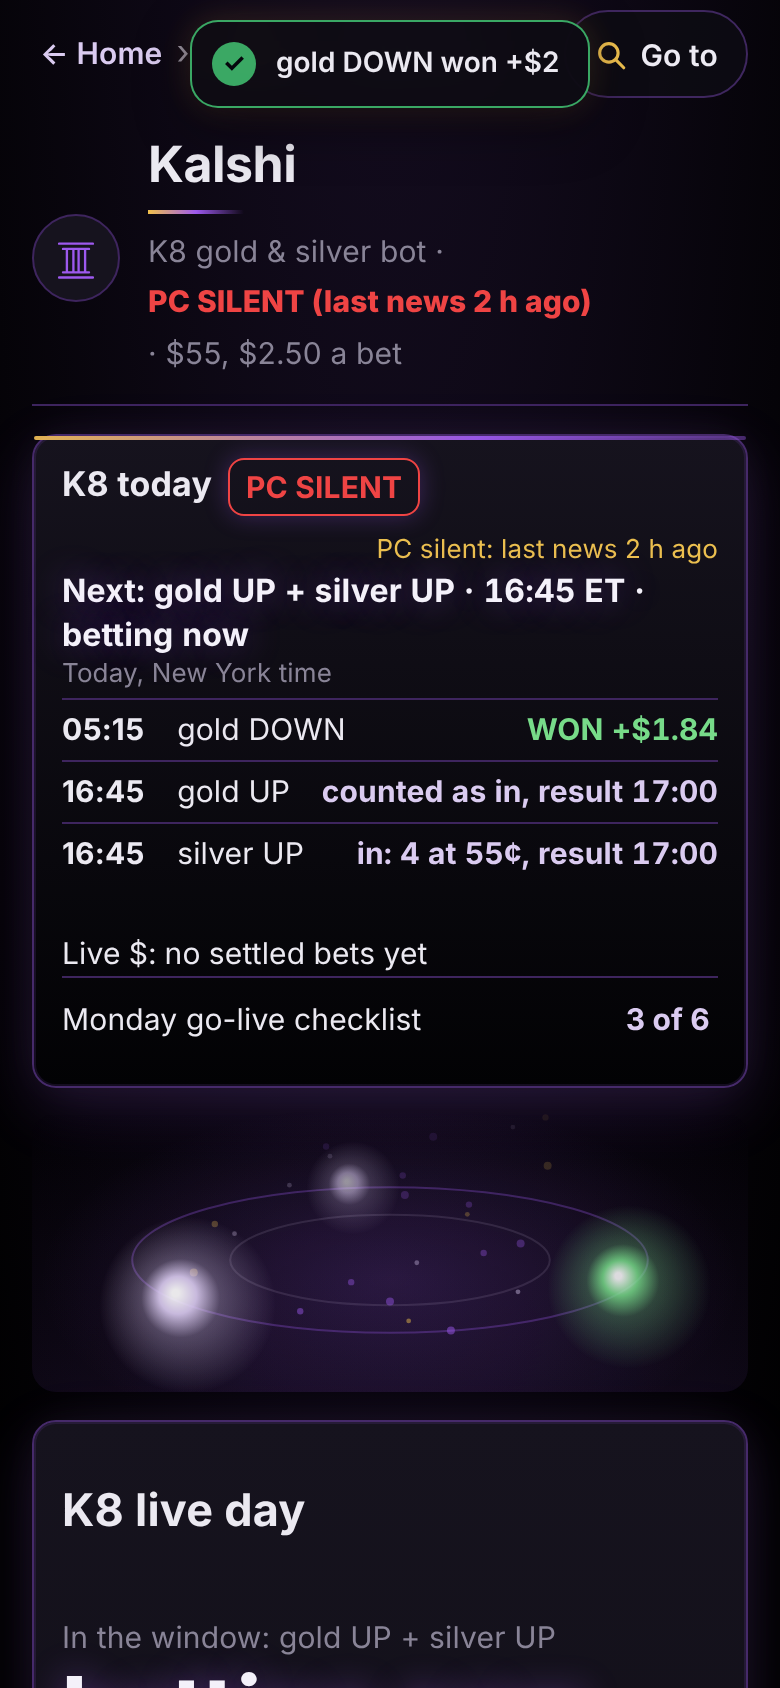 ← Home ›
gold DOWN won +$2
Go to
Kalshi
K8 gold & silver bot ·
PC SILENT (last news 2 h ago)
· $55, $2.50 a bet
K8 today
PC SILENT
PC silent: last news 2 h ago
Next: gold UP + silver UP · 16:45 ET ·
betting now
Today, New York time
05:15 gold DOWN WON +$1.84
16:45 gold UP counted as in, result 17:00
16:45 silver UP in: 4 at 55¢, result 17:00
Live $: no settled bets yet
Monday go-live checklist 3 of 6
K8 live day
In the window: gold UP + silver UP